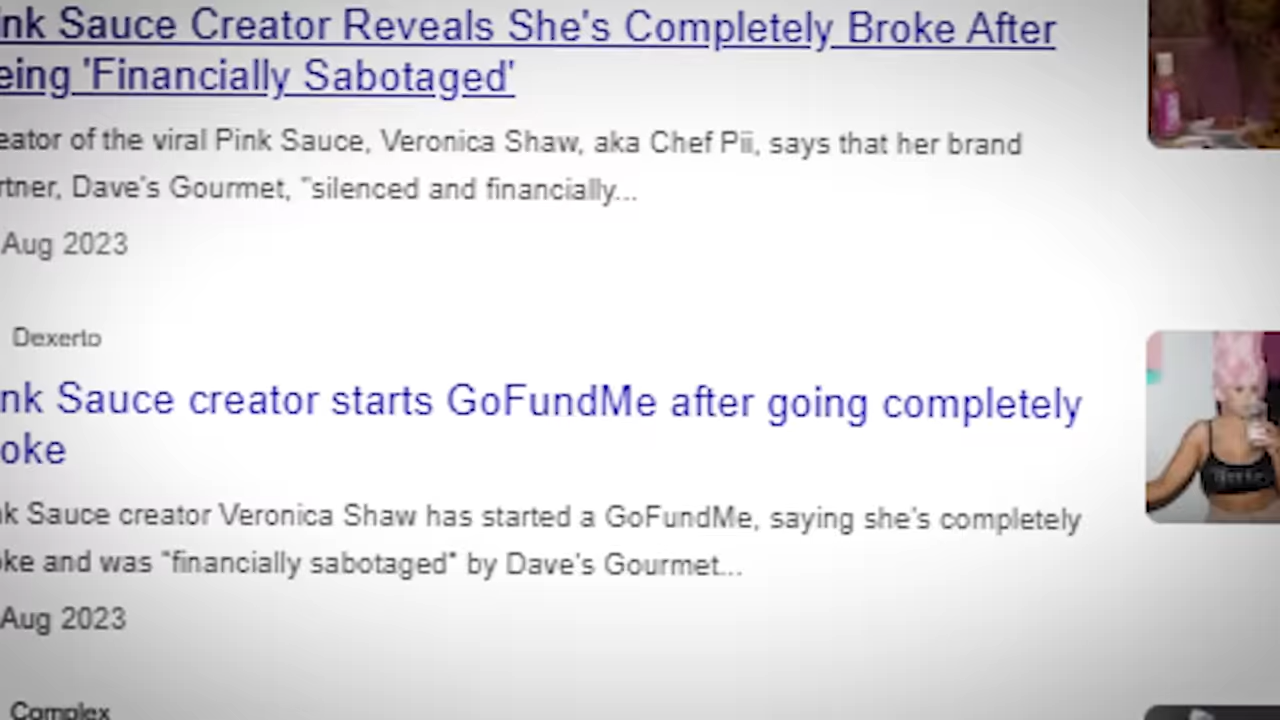 nk Sauce Creator Reveals She's Completely Broke After
eing 'Financially Sabotaged'
eator of the viral Pink Sauce, Veronica Shaw, aka Chef Pii, says that her brand
rtner, Dave's Gourmet, "silenced and financially...
Aug 2023
Dexerto
nk Sauce creator starts GoFundMe after going completely
oke
nk Sauce creator Veronica Shaw has started a GoFundMe, saying she's completely
oke and was "financially sabotaged" by Dave's Gourmet...
Aug 2023
Complex